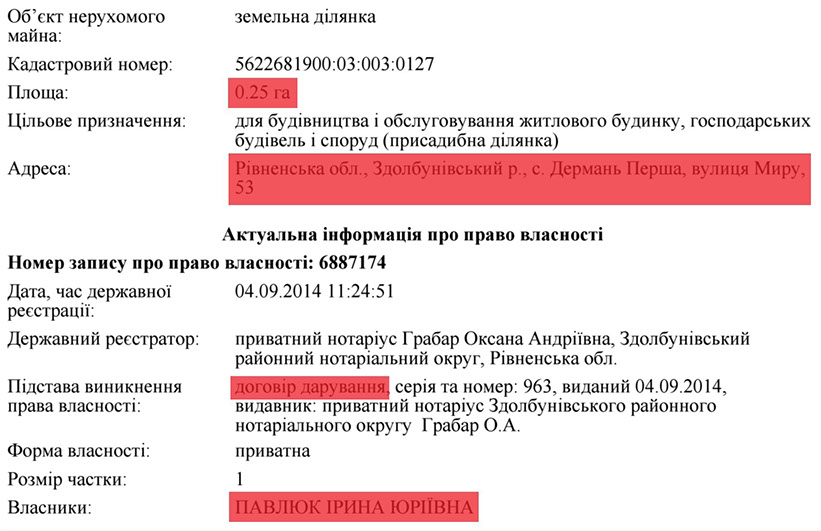 Об’єкт нерухомого земельна ділянка
майна:
Кадастровий номер: 5622681900:03:003:0127
Площа: 0.25 га
Цільове призначення: для будівництва і обслуговування житлового будинку, господарських
будівель і споруд (присадибна ділянка)
Адреса: Рівненська обл., Здолбунівський р., с. Дермань Перша, вулиця Миру,
53
Актуальна інформація про право власності
Номер запису про право власності: 6887174
Дата, час державної 04.09.2014 11:24:51
реєстрації:
Державний реєстратор: приватний нотаріус Грабар Оксана Андріївна, Здолбунівський
районний нотаріальний округ, Рівненська обл.
Підстава виникнення договір дарування, серія та номер: 963, виданий 04.09.2014,
права власності: видавник: приватний нотаріус Здолбунівського районного
нотаріального округу Грабар О.А.
Форма власності: приватна
Розмір частки: 1
Власники: ПАВЛЮК ІРИНА ЮРІЇВНА